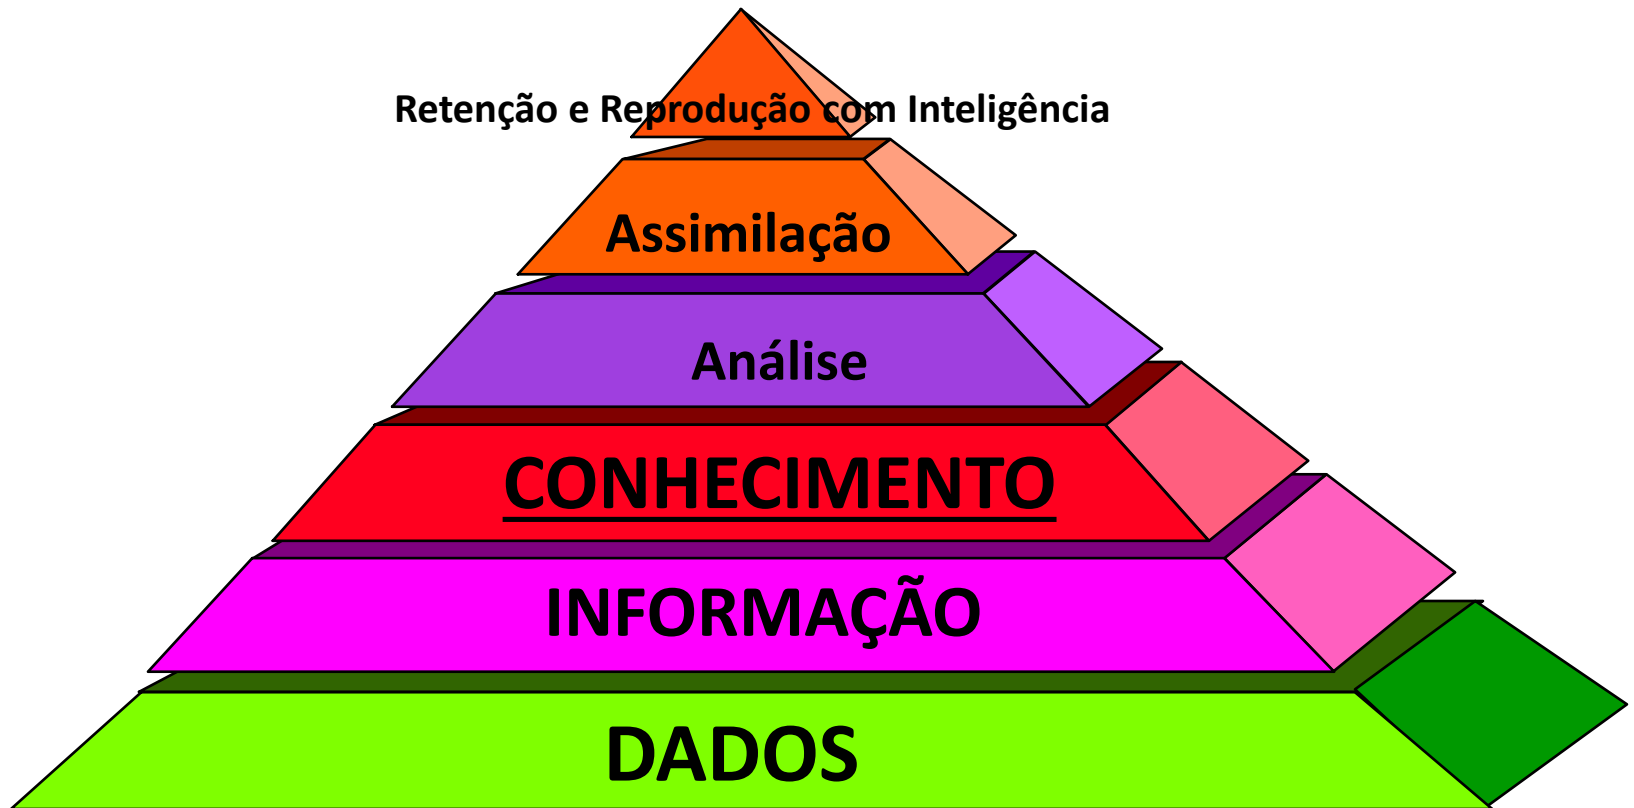 Retenção e Reprodução com Inteligência
Assimilação
Análise
CONHECIMENTO
INFORMAÇÃO
DADOS